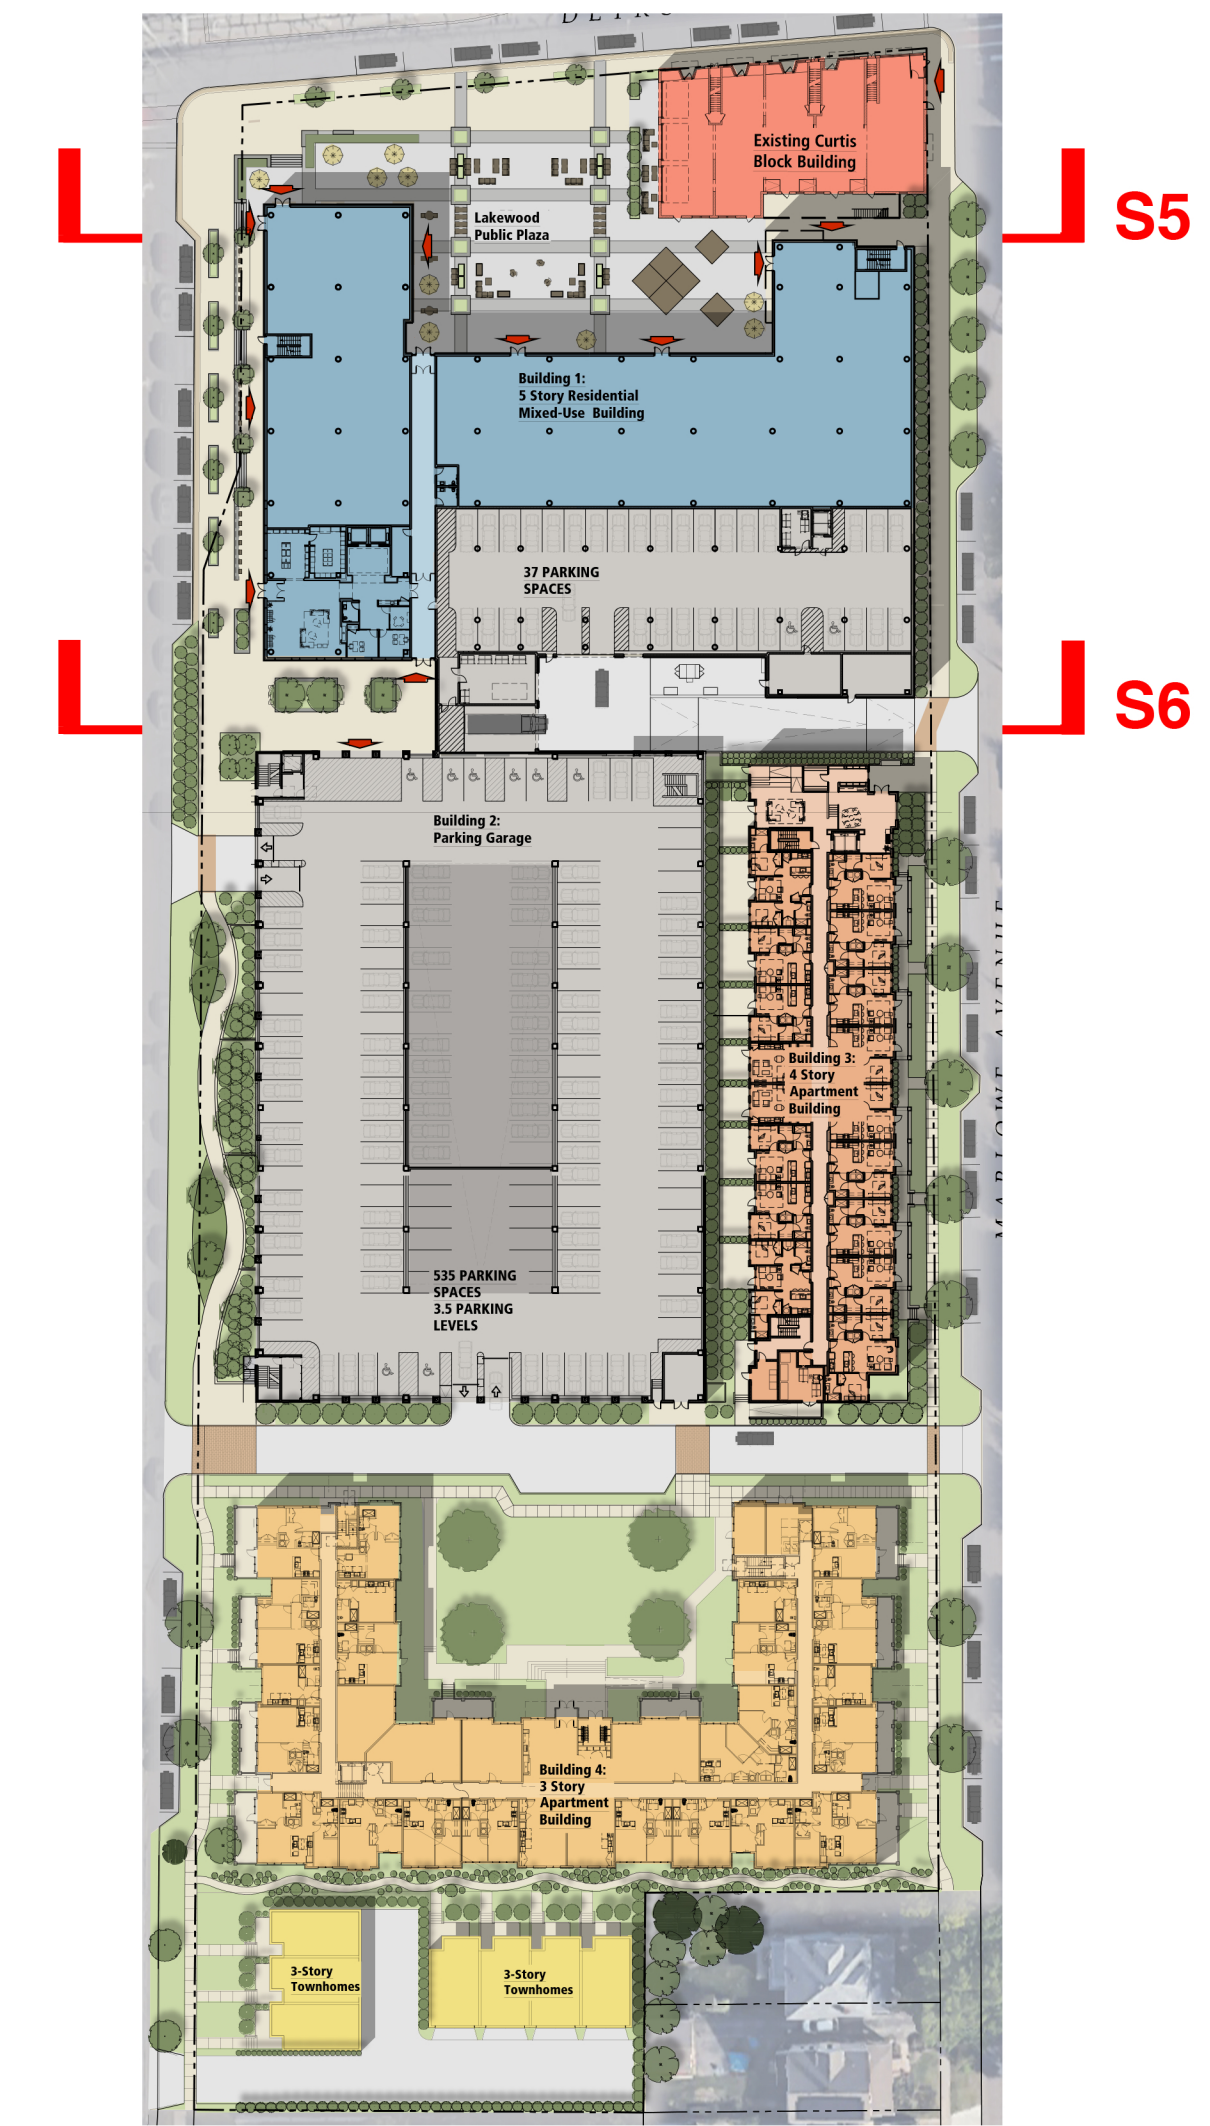 Existing Curtis
Block Building
S5
Lakewood
Public Plaza
Building 1:
5 Story Residential
Mixed-Use Building
37 PARKING
SPACES
S6
Building 2:
Parking Garage
MARLOWE AVENUE
Building 3:
4 Story
Apartment
Building
535 PARKING
SPACES
3.5 PARKING
LEVELS
Building 4:
3 Story
Apartment
Building
3-Story
Townhomes
3-Story
Townhomes